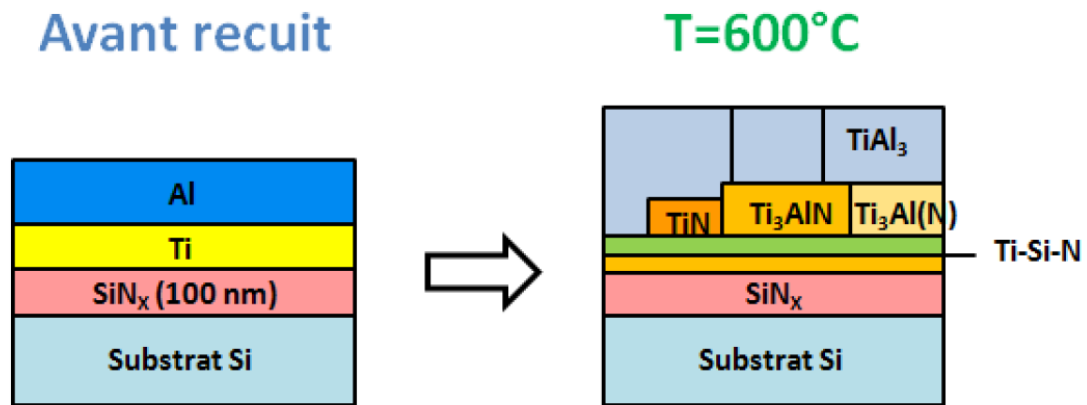 Avant recuit
T=600°C
Al
Ti
SiNₓ (100 nm)
Substrat Si
TiAl₃
TiN
Ti₃AlN
Ti₃Al(N)
Ti-Si-N
SiNₓ
Substrat Si